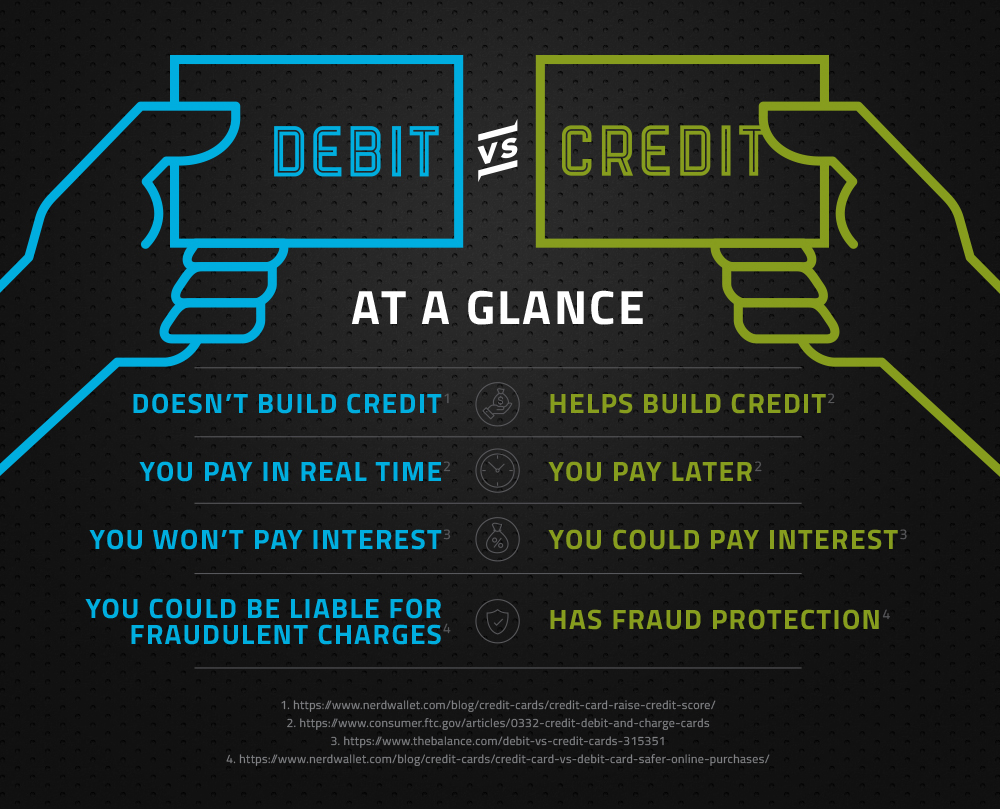 DEBIT VS CREDIT
AT A GLANCE
DOESN'T BUILD CREDIT1 HELPS BUILD CREDIT2
$
YOU PAY IN REAL TIME2 YOU PAY LATER2
YOU WON'T PAY INTEREST3 YOU COULD PAY INTEREST3
%
YOU COULD BE LIABLE FOR
FRAUDULENT CHARGES4 HAS FRAUD PROTECTION4
1. https://www.nerdwallet.com/blog/credit-cards/credit-card-raise-credit-score/
2. https://www.consumer.ftc.gov/articles/0332-credit-debit-and-charge-cards
3. https://www.thebalance.com/debit-vs-credit-cards-315351
4. https://www.nerdwallet.com/blog/credit-cards/credit-card-vs-debit-card-safer-online-purchases/